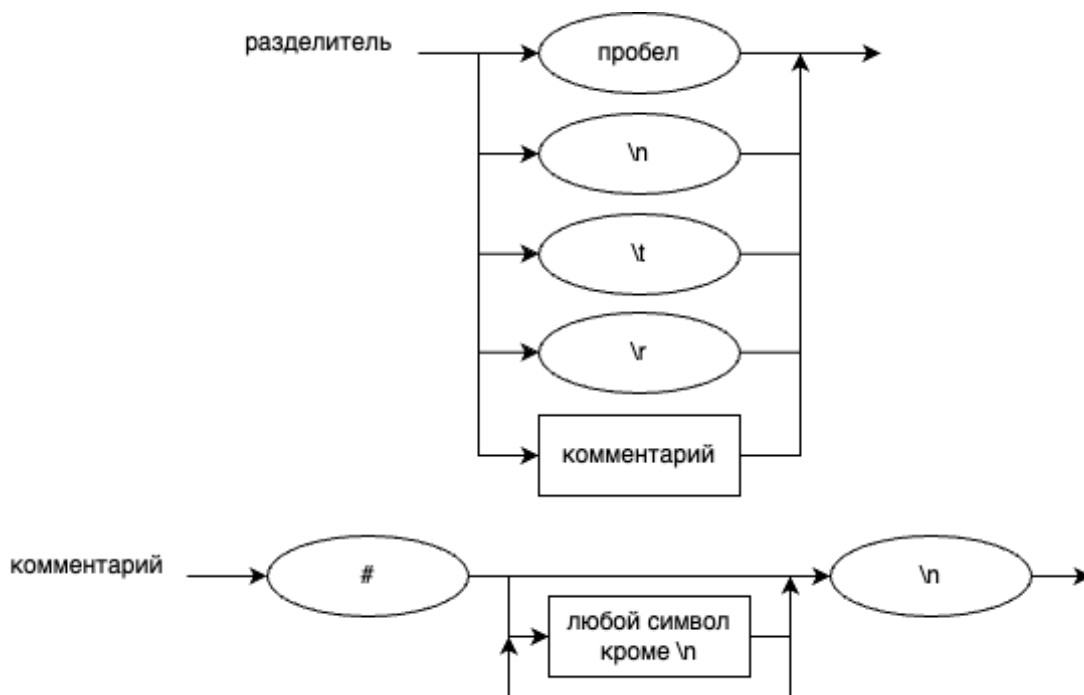 разделитель
пробел
\n
\t
\r
комментарий
комментарий
#
любой символ
кроме \n
\n